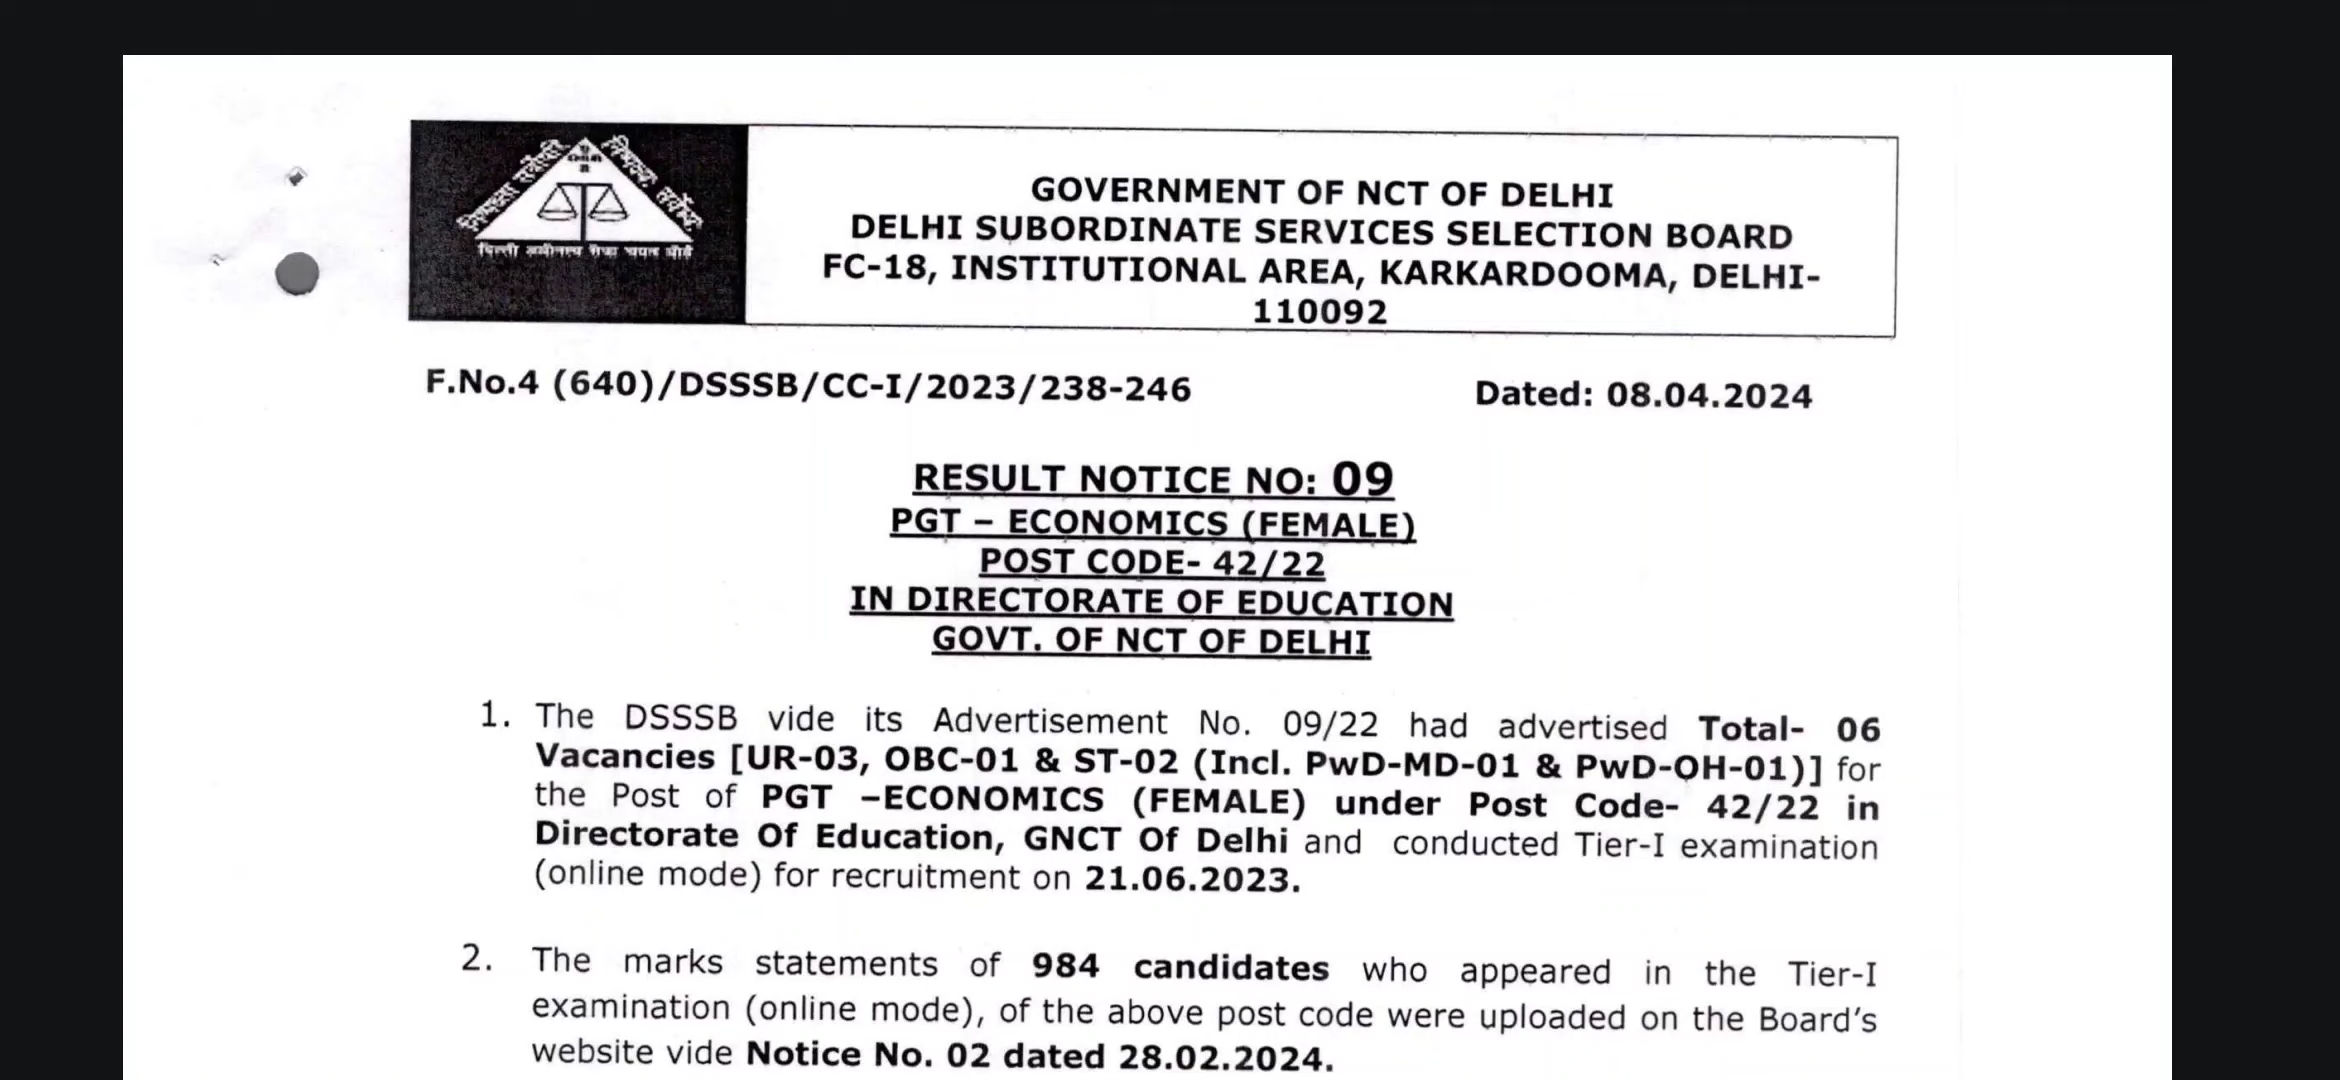 दिल्ली अधीनस्थ सेवा चयन बोर्ड
GOVERNMENT OF NCT OF DELHI
DELHI SUBORDINATE SERVICES SELECTION BOARD
FC-18, INSTITUTIONAL AREA, KARKARDOOMA, DELHI-
110092
F.No.4 (640)/DSSSB/CC-I/2023/238-246 Dated: 08.04.2024
RESULT NOTICE NO: 09
PGT – ECONOMICS (FEMALE)
POST CODE- 42/22
IN DIRECTORATE OF EDUCATION
GOVT. OF NCT OF DELHI
1. The DSSSB vide its Advertisement No. 09/22 had advertised Total- 06
Vacancies [UR-03, OBC-01 & ST-02 (Incl. PwD-MD-01 & PwD-OH-01)] for
the Post of PGT –ECONOMICS (FEMALE) under Post Code- 42/22 in
Directorate Of Education, GNCT Of Delhi and conducted Tier-I examination
(online mode) for recruitment on 21.06.2023.
2. The marks statements of 984 candidates who appeared in the Tier-I
examination (online mode), of the above post code were uploaded on the Board’s
website vide Notice No. 02 dated 28.02.2024.